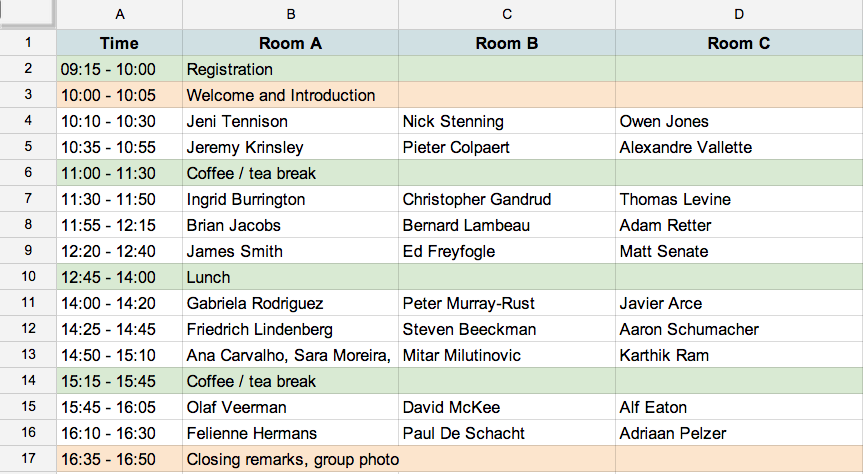 A B C D
1 Time Room A Room B Room C
2 09:15 - 10:00 Registration
3 10:00 - 10:05 Welcome and Introduction
4 10:10 - 10:30 Jeni Tennison Nick Stenning Owen Jones
5 10:35 - 10:55 Jeremy Krinsley Pieter Colpaert Alexandre Vallette
6 11:00 - 11:30 Coffee / tea break
7 11:30 - 11:50 Ingrid Burrington Christopher Gandrud Thomas Levine
8 11:55 - 12:15 Brian Jacobs Bernard Lambeau Adam Retter
9 12:20 - 12:40 James Smith Ed Freyfogle Matt Senate
10 12:45 - 14:00 Lunch
11 14:00 - 14:20 Gabriela Rodriguez Peter Murray-Rust Javier Arce
12 14:25 - 14:45 Friedrich Lindenberg Steven Beeckman Aaron Schumacher
13 14:50 - 15:10 Ana Carvalho, Sara Moreira, Mitar Milutinovic Karthik Ram
14 15:15 - 15:45 Coffee / tea break
15 15:45 - 16:05 Olaf Veerman David McKee Alf Eaton
16 16:10 - 16:30 Felienne Hermans Paul De Schacht Adriaan Pelzer
17 16:35 - 16:50 Closing remarks, group photo